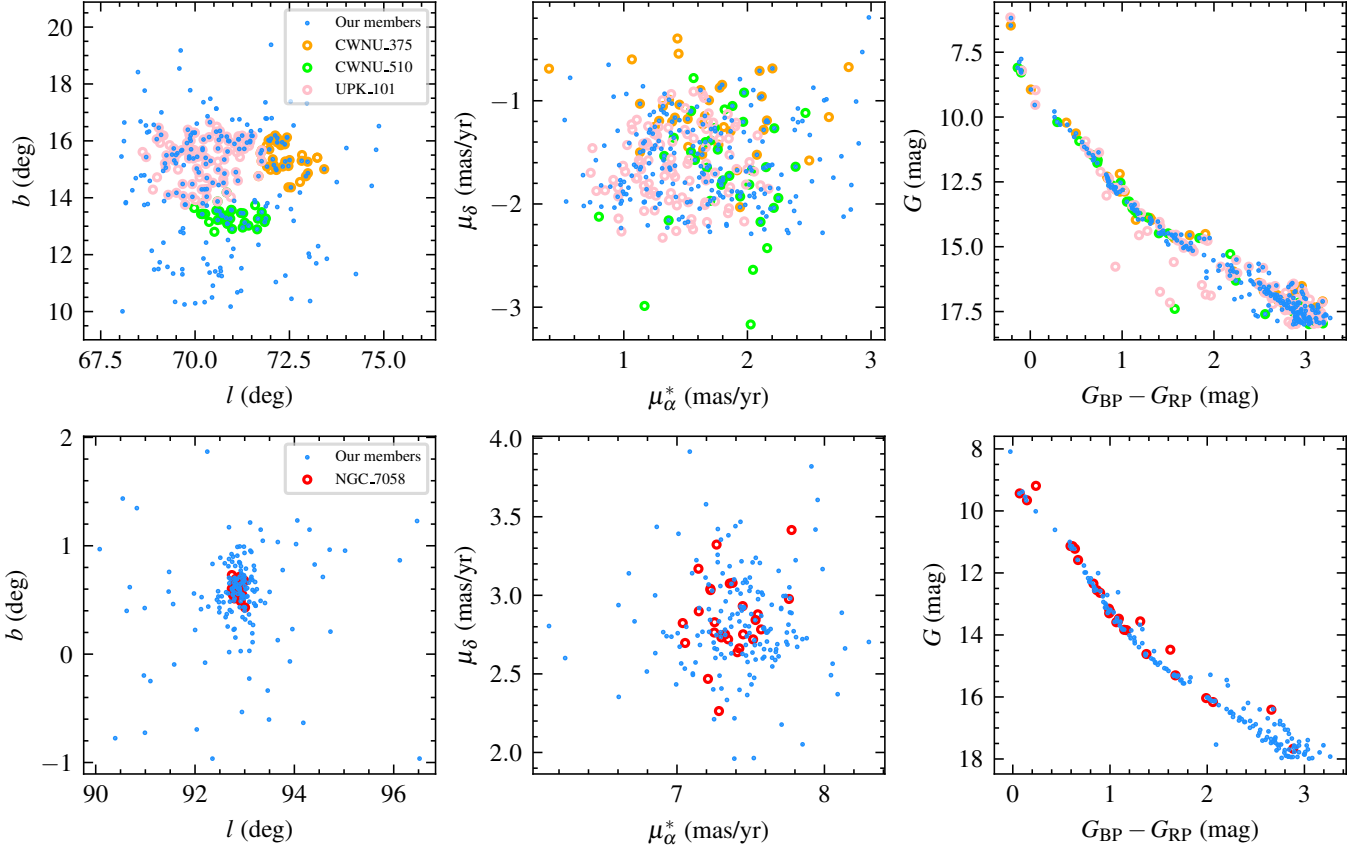 20
18
16
14
12
10
b (deg)
67.5 70.0 72.5 75.0
l (deg)
Our members
CWNU_375
CWNU_510
UPK_101
−1
−2
−3
μδ (mas/yr)
1 2 3
μα* (mas/yr)
7.5
10.0
12.5
15.0
17.5
G (mag)
0 1 2 3
GBP − GRP (mag)
2
1
0
−1
b (deg)
90 92 94 96
l (deg)
Our members
NGC_7058
4.0
3.5
3.0
2.5
2.0
μδ (mas/yr)
7 8
μα* (mas/yr)
8
10
12
14
16
18
G (mag)
0 1 2 3
GBP − GRP (mag)